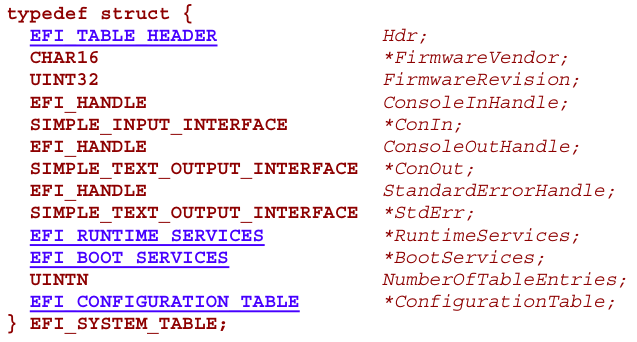 typedef struct {
EFI_TABLE_HEADER Hdr;
CHAR16 *FirmwareVendor;
UINT32 FirmwareRevision;
EFI_HANDLE ConsoleInHandle;
SIMPLE_INPUT_INTERFACE *ConIn;
EFI_HANDLE ConsoleOutHandle;
SIMPLE_TEXT_OUTPUT_INTERFACE *ConOut;
EFI_HANDLE StandardErrorHandle;
SIMPLE_TEXT_OUTPUT_INTERFACE *StdErr;
EFI_RUNTIME_SERVICES *RuntimeServices;
EFI_BOOT_SERVICES *BootServices;
UINTN NumberOfTableEntries;
EFI_CONFIGURATION_TABLE *ConfigurationTable;
} EFI_SYSTEM_TABLE;